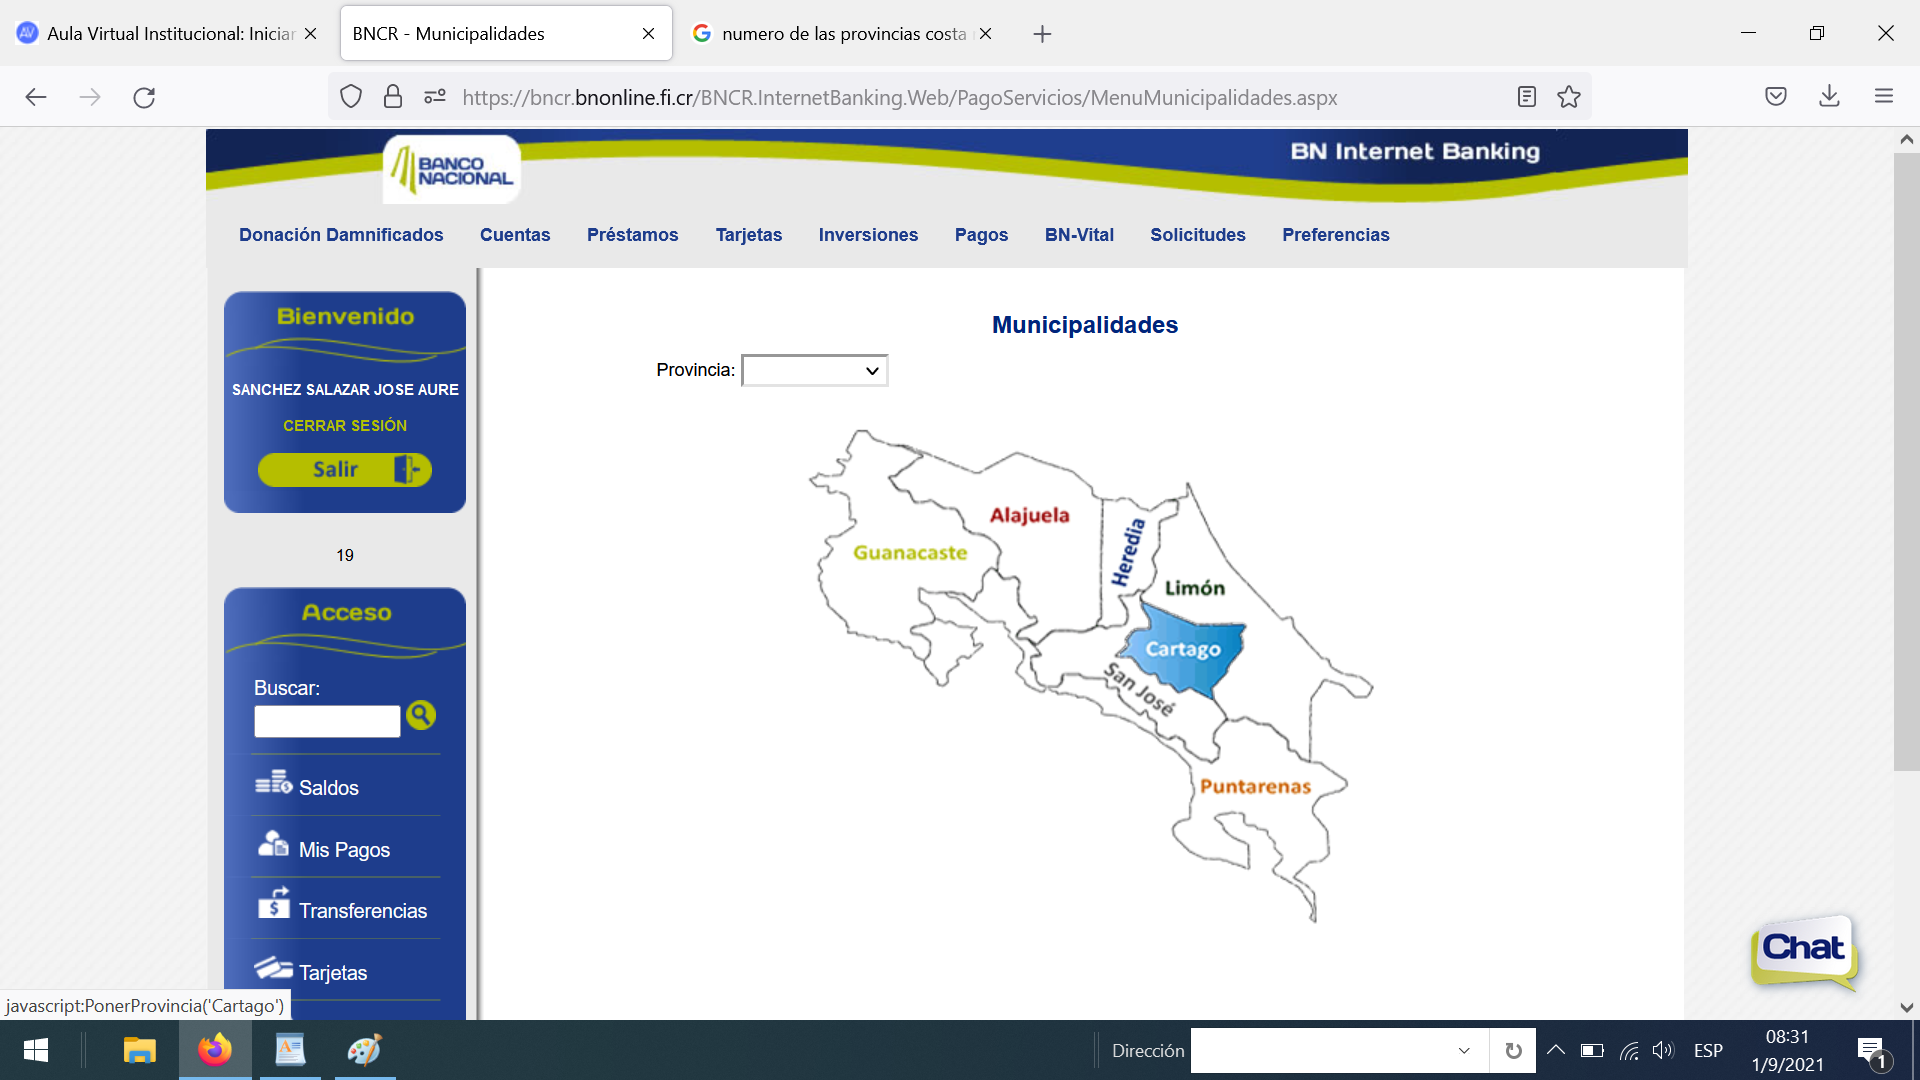 Aula Virtual Institucional: Iniciar
BNCR - Municipalidades
numero de las provincias costa
https://bncr.bnonline.fi.cr/BNCR.InternetBanking.Web/PagoServicios/MenuMunicipalidades.aspx
BANCO
NACIONAL
BN Internet Banking
Donación Damnificados Cuentas Préstamos Tarjetas Inversiones Pagos BN-Vital Solicitudes Preferencias
Bienvenido
SANCHEZ SALAZAR JOSE AURE
CERRAR SESIÓN
Salir
19
Acceso
Buscar:
Saldos
Mis Pagos
Transferencias
Tarjetas
Municipalidades
Provincia:
Alajuela
Guanacaste
Heredia
Limón
Cartago
San José
Puntarenas
Chat
javascript:PonerProvincia('Cartago')
Dirección
ESP
08:31
1/9/2021
1